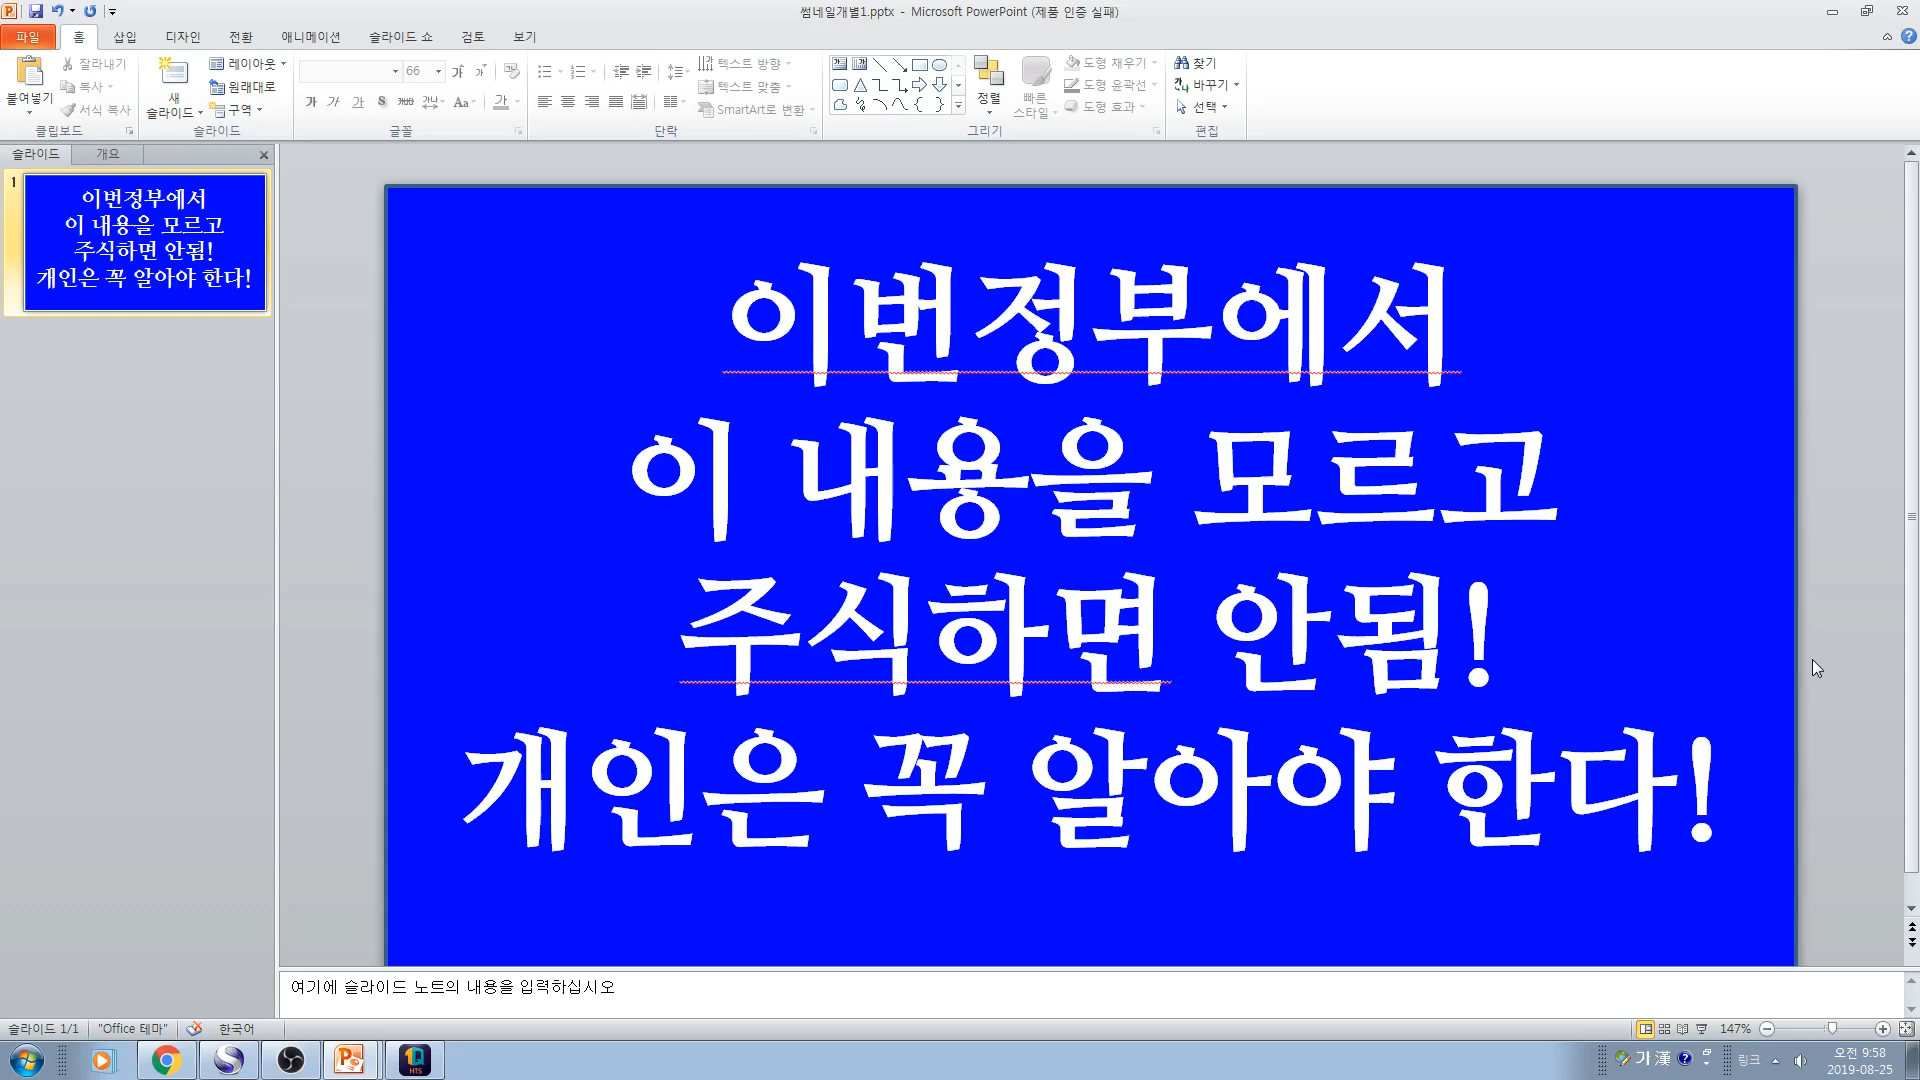 썸네일개별1.pptx - Microsoft PowerPoint (제품 인증 실패)
파일 홈 삽입 디자인 전환 애니메이션 슬라이드 쇼 검토 보기
붙여넣기
잘라내기
복사
서식 복사
클립보드
새
슬라이드
레이아웃
원래대로
구역
슬라이드
66
글꼴
텍스트 방향
텍스트 맞춤
SmartArt로 변환
단락
정렬
빠른
스타일
도형 채우기
도형 윤곽선
도형 효과
그리기
찾기
바꾸기
선택
편집
슬라이드 개요
1
이번정부에서
이 내용을 모르고
주식하면 안됨!
개인은 꼭 알아야 한다!
이번정부에서
이 내용을 모르고
주식하면 안됨!
개인은 꼭 알아야 한다!
여기에 슬라이드 노트의 내용을 입력하십시오
슬라이드 1/1 "Office 테마" 한국어 147%
HTS
가 漢 링크
오전 9:58
2019-08-25